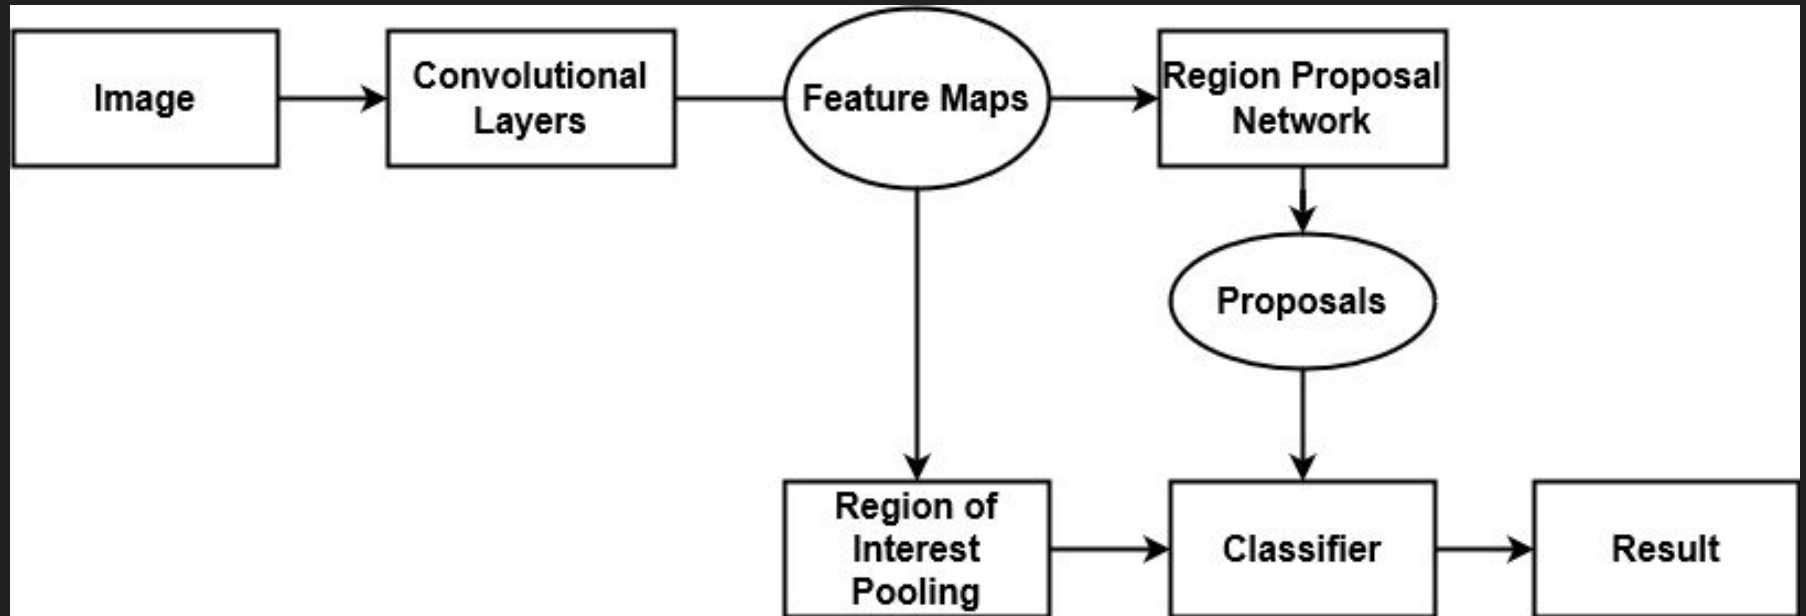 Image
Convolutional
Layers
Feature Maps
Region Proposal
Network
Proposals
Region of
Interest
Pooling
Classifier
Result